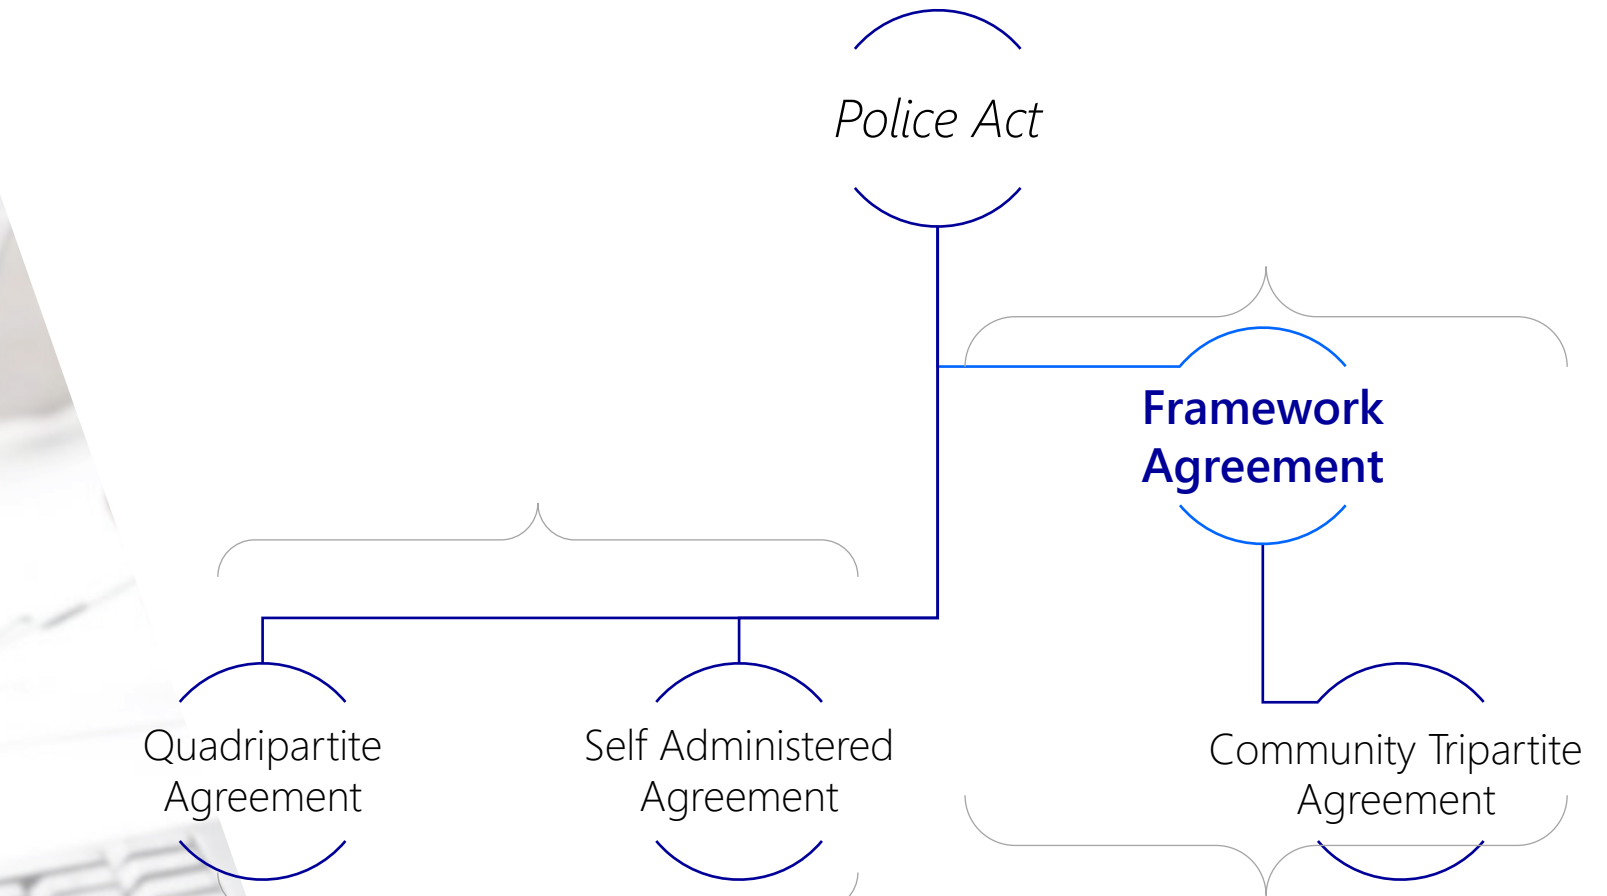 Police Act
Framework
Agreement
Quadripartite
Agreement
Self Administered
Agreement
Community Tripartite
Agreement